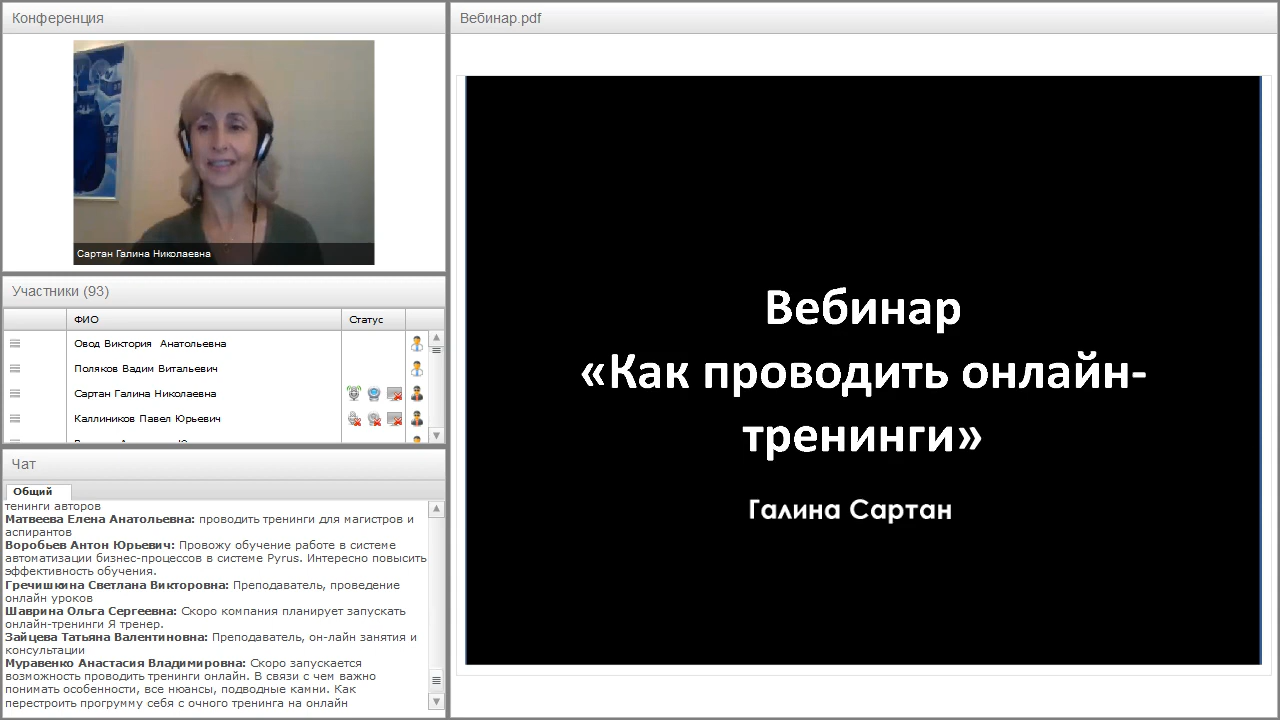 Конференция
Сартан Галина Николаевна
Участники (93)
ФИО
Статус
Овод Виктория Анатольевна
Поляков Вадим Витальевич
Сартан Галина Николаевна
Каллиников Павел Юрьевич
Чат
Общий
тенинги авторов
Матвеева Елена Анатольевна: проводить тренинги для магистров и
аспирантов
Воробьев Антон Юрьевич: Провожу обучение работе в системе
автоматизации бизнес-процессов в системе Pyrus. Интересно повысить
эффективность обучения.
Гречишкина Светлана Викторовна: Преподаватель, проведение
онлайн уроков
Шаврина Ольга Сергеевна: Скоро компания планирует запускать
онлайн-тренинги Я тренер.
Зайцева Татьяна Валентиновна: Преподаватель, он-лайн занятия и
консультации
Муравенко Анастасия Владимировна: Скоро запускается
возможность проводить тренинги онлайн. В связи с чем важно
понимать особенности, все нюансы, подводные камни. Как
перестроить прогрумму себя с очного тренинга на онлайн
Вебинар.pdf
Вебинар
«Как проводить онлайн-
тренинги»
Галина Сартан